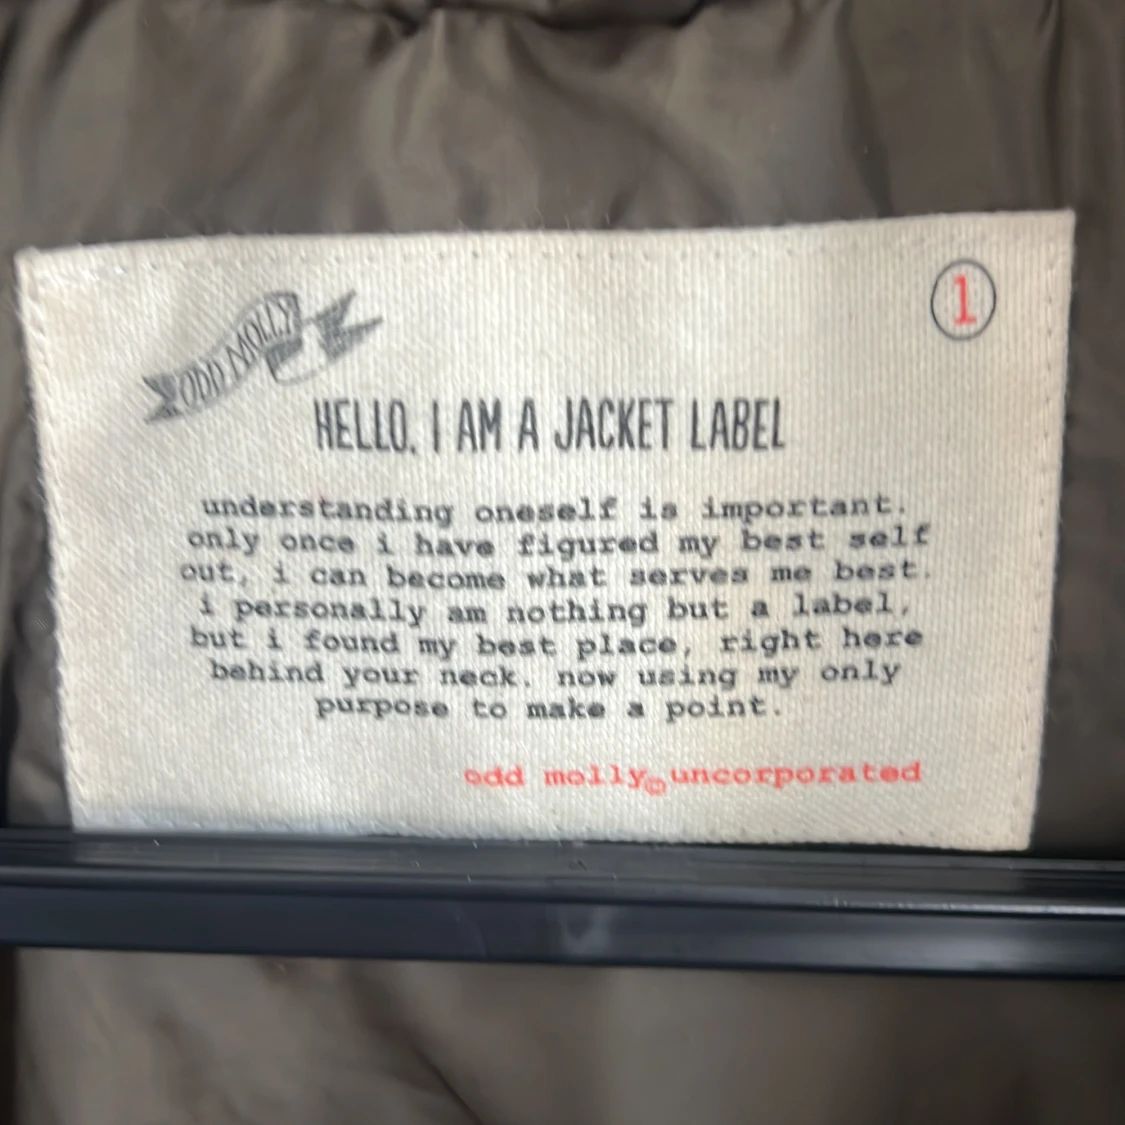 ODD MOLLY
1
HELLO, I AM A JACKET LABEL
understanding oneself is important.
only once i have figured my best self
out, i can become what serves me best.
i personally am nothing but a label,
but i found my best place, right here
behind your neck. now using my only
purpose to make a point.
odd molly©uncorporated